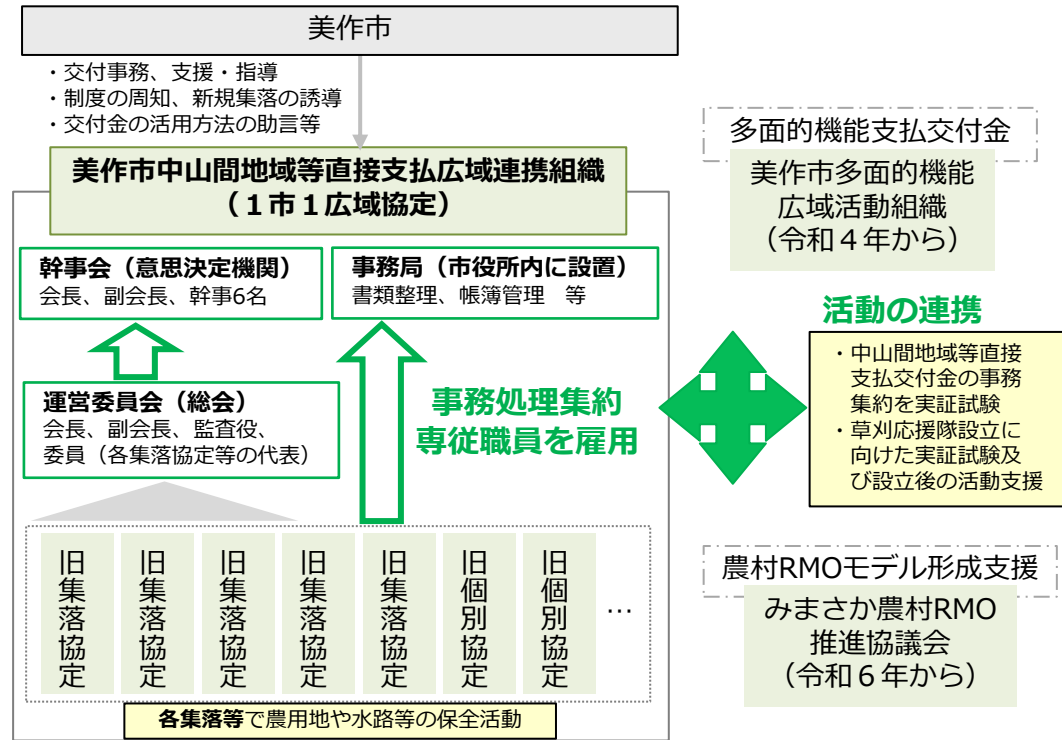 美作市
・交付事務、支援・指導
・制度の周知、新規集落の誘導
・交付金の活用方法の助言等
美作市中山間地域等直接支払広域連携組織
（１市１広域協定）
幹事会（意思決定機関）
会長、副会長、幹事6名
事務局（市役所内に設置）
書類整理、帳簿管理　等
運営委員会（総会）
会長、副会長、監査役、
委員（各集落協定等の代表）
事務処理集約
専従職員を雇用
旧集落協定
旧集落協定
旧集落協定
旧集落協定
旧集落協定
旧個別協定
旧個別協定
…
各集落等で農用地や水路等の保全活動
多面的機能支払交付金
美作市多面的機能
広域活動組織
（令和４年から）
活動の連携
・中山間地域等直接
支払交付金の事務
集約を実証試験
・草刈応援隊設立に
向けた実証試験及
び設立後の活動支援
農村RMOモデル形成支援
みまさか農村RMO
推進協議会
（令和６年から）